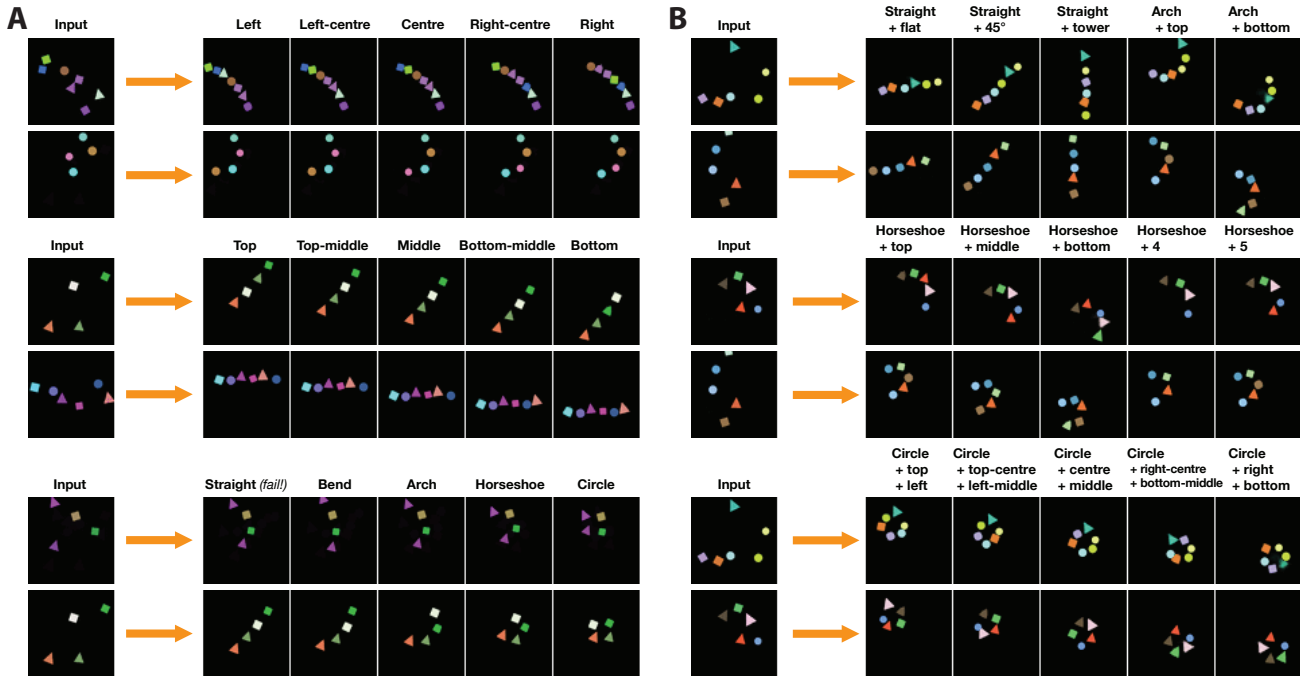 A
Input
Left
Left-centre
Centre
Right-centre
Right
Input
Top
Top-middle
Middle
Bottom-middle
Bottom
Input
Straight (fail!)
Bend
Arch
Horseshoe
Circle
B
Input
Straight
+ flat
Straight
+ 45°
Straight
+ tower
Arch
+ top
Arch
+ bottom
Input
Horseshoe
+ top
Horseshoe
+ middle
Horseshoe
+ bottom
Horseshoe
+ 4
Horseshoe
+ 5
Input
Circle
+ top
+ left
Circle
+ top-centre
+ left-middle
Circle
+ centre
+ middle
Circle
+ right-centre
+ bottom-middle
Circle
+ right
+ bottom